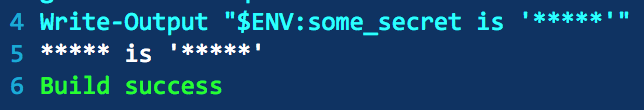 4 Write-Output "$ENV:some_secret is '*****'"
5 ***** is '*****'
6 Build success